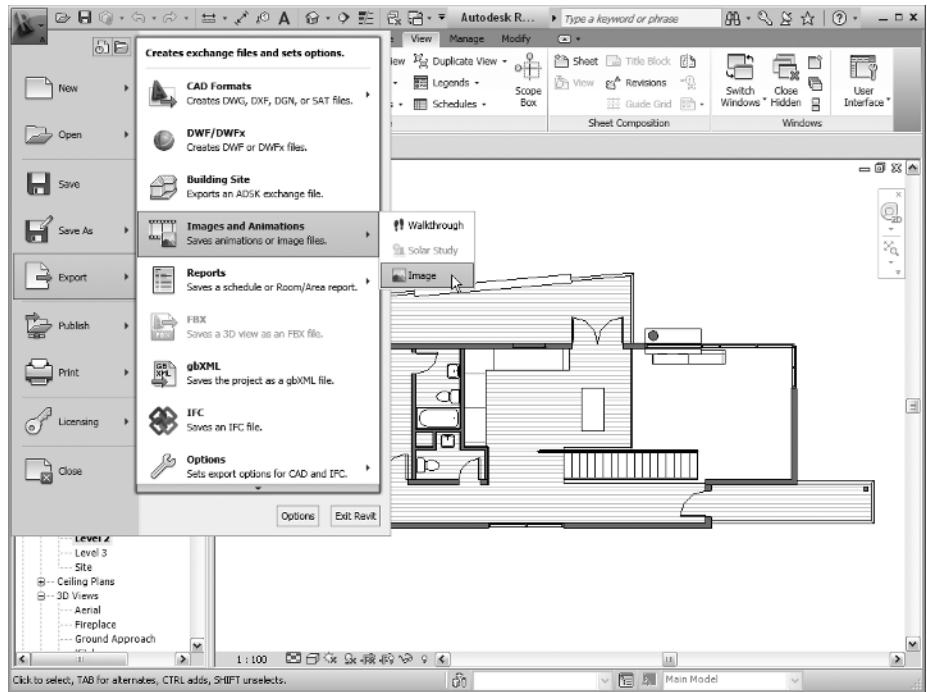 Autodesk R...
Type a keyword or phrase
View Manage Modify
Creates exchange files and sets options.
New
Open
Save
Save As
Export
Publish
Print
Licensing
Close
CAD Formats
Creates DWG, DXF, DGN, or SAT files.
DWF/DWFx
Creates DWF or DWFx files.
Building Site
Exports an ADSK exchange file.
Images and Animations
Saves animations or image files.
Reports
Saves a schedule or Room/Area report.
FBX
Saves a 3D view as an FBX file.
gbXML
Saves the project as a gbXML file.
IFC
Saves an IFC file.
Options
Sets export options for CAD and IFC.
Options Exit Revit
Walkthrough
Solar Study
Image
Duplicate View
Legends
Schedules
Scope Box
Sheet Title Block
View Revisions
Guide Grid
Sheet Composition
Switch Windows
Close Hidden
User Interface
Windows
2D
Level 2
Level 3
Site
Ceiling Plans
3D Views
Aerial
Fireplace
Ground Approach
1 : 100
Click to select, TAB for alternates, CTRL adds, SHIFT unselects.
Main Model